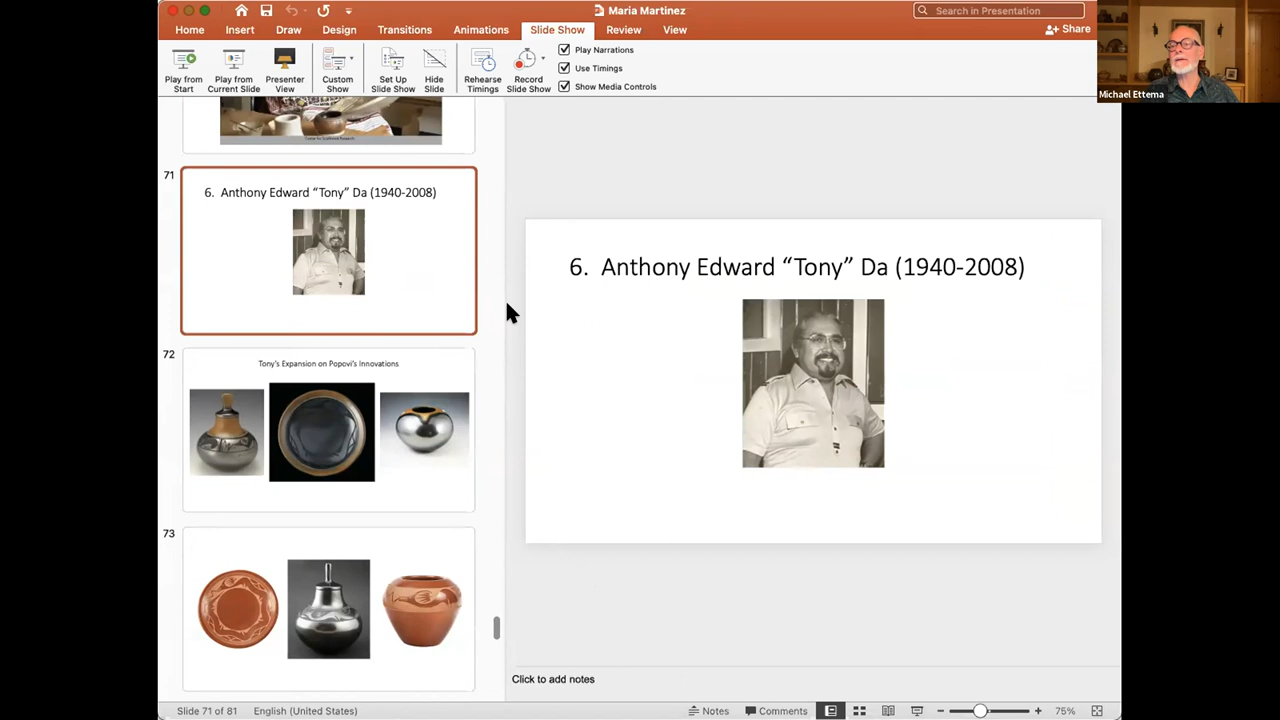 Maria Martinez
Search in Presentation
Home Insert Draw Design Transitions Animations Slide Show Review View
Share
Play from Start
Play from Current Slide
Presenter View
Custom Show
Set Up Slide Show
Hide Slide
Rehearse Timings
Record Slide Show
Play Narrations
Use Timings
Show Media Controls
Michael Ettema
71
6. Anthony Edward “Tony” Da (1940-2008)
72
Tony's Expansion on Popovi's Innovations
73
6. Anthony Edward “Tony” Da (1940-2008)
Click to add notes
Slide 71 of 81 English (United States) Notes Comments 75%